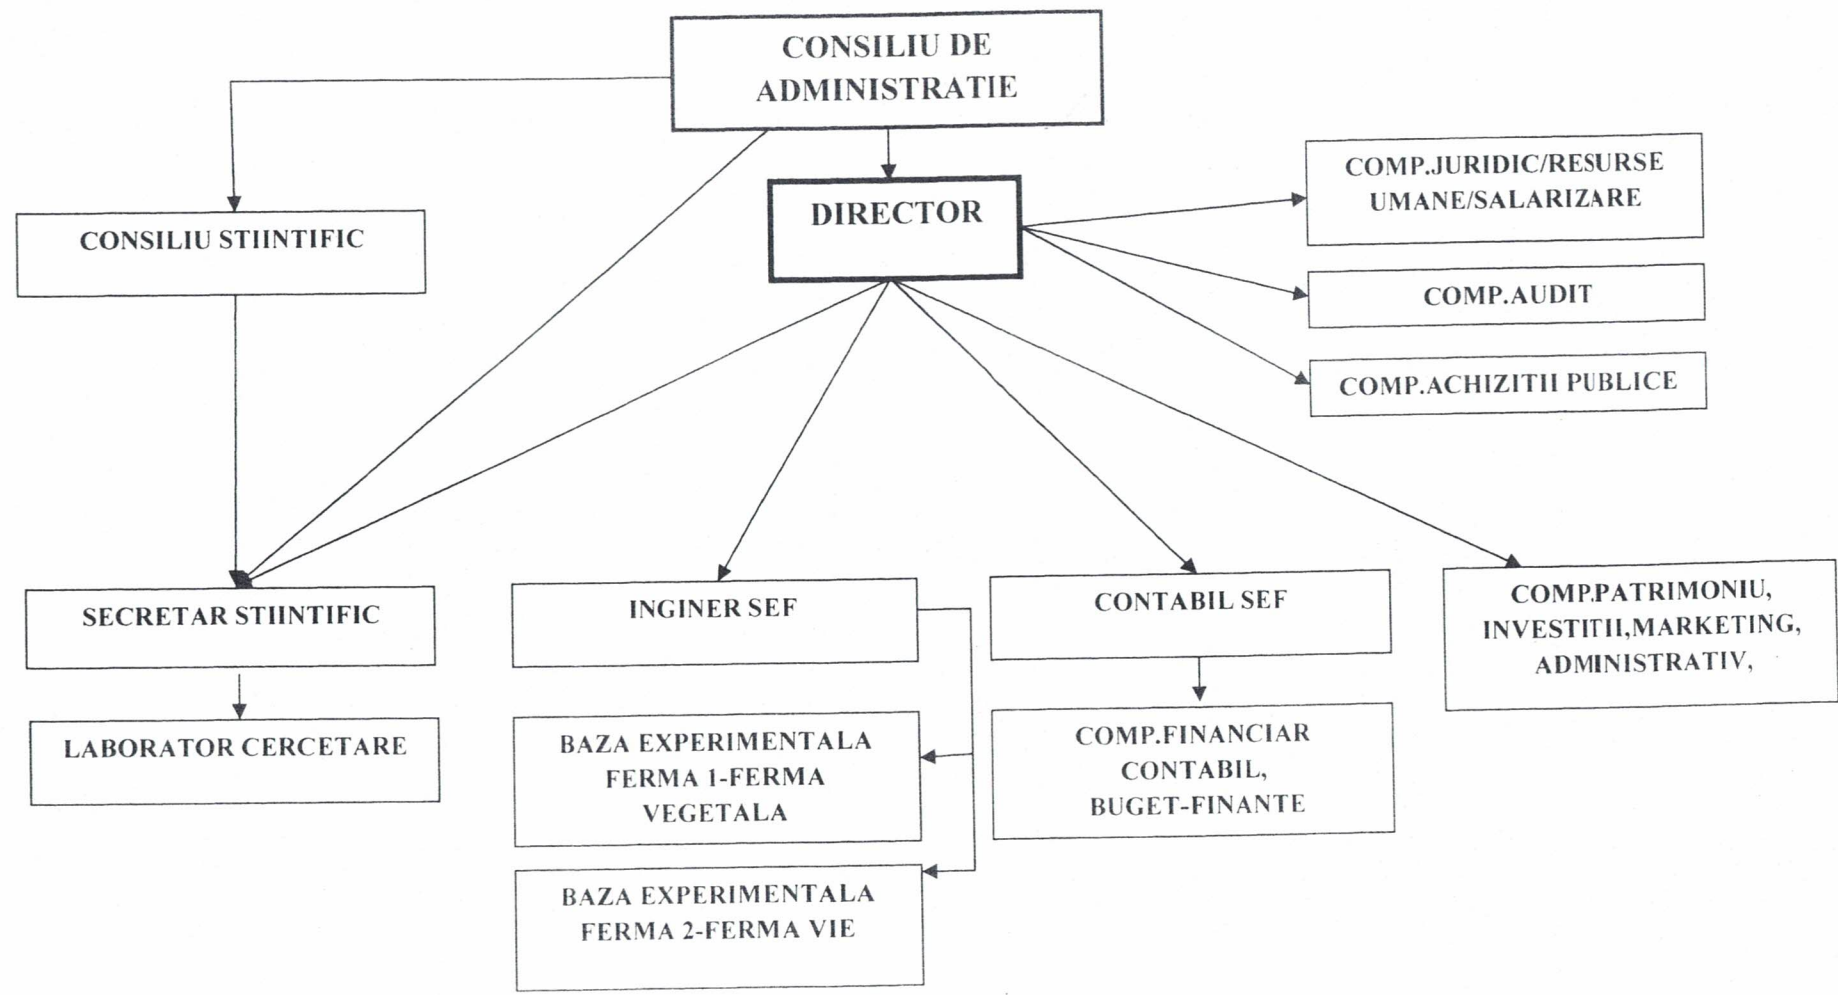 CONSILIU DE
ADMINISTRATIE
DIRECTOR
COMP.JURIDIC/RESURSE
UMANE/SALARIZARE
CONSILIU STIINTIFIC
COMP.AUDIT
COMP.ACHIZITII PUBLICE
SECRETAR STIINTIFIC
INGINER SEF
CONTABIL SEF
COMP.PATRIMONIU,
INVESTITII,MARKETING,
ADMINISTRATIV,
LABORATOR CERCETARE
BAZA EXPERIMENTALA
FERMA 1-FERMA
VEGETALA
COMP.FINANCIAR
CONTABIL,
BUGET-FINANTE
BAZA EXPERIMENTALA
FERMA 2-FERMA VIE